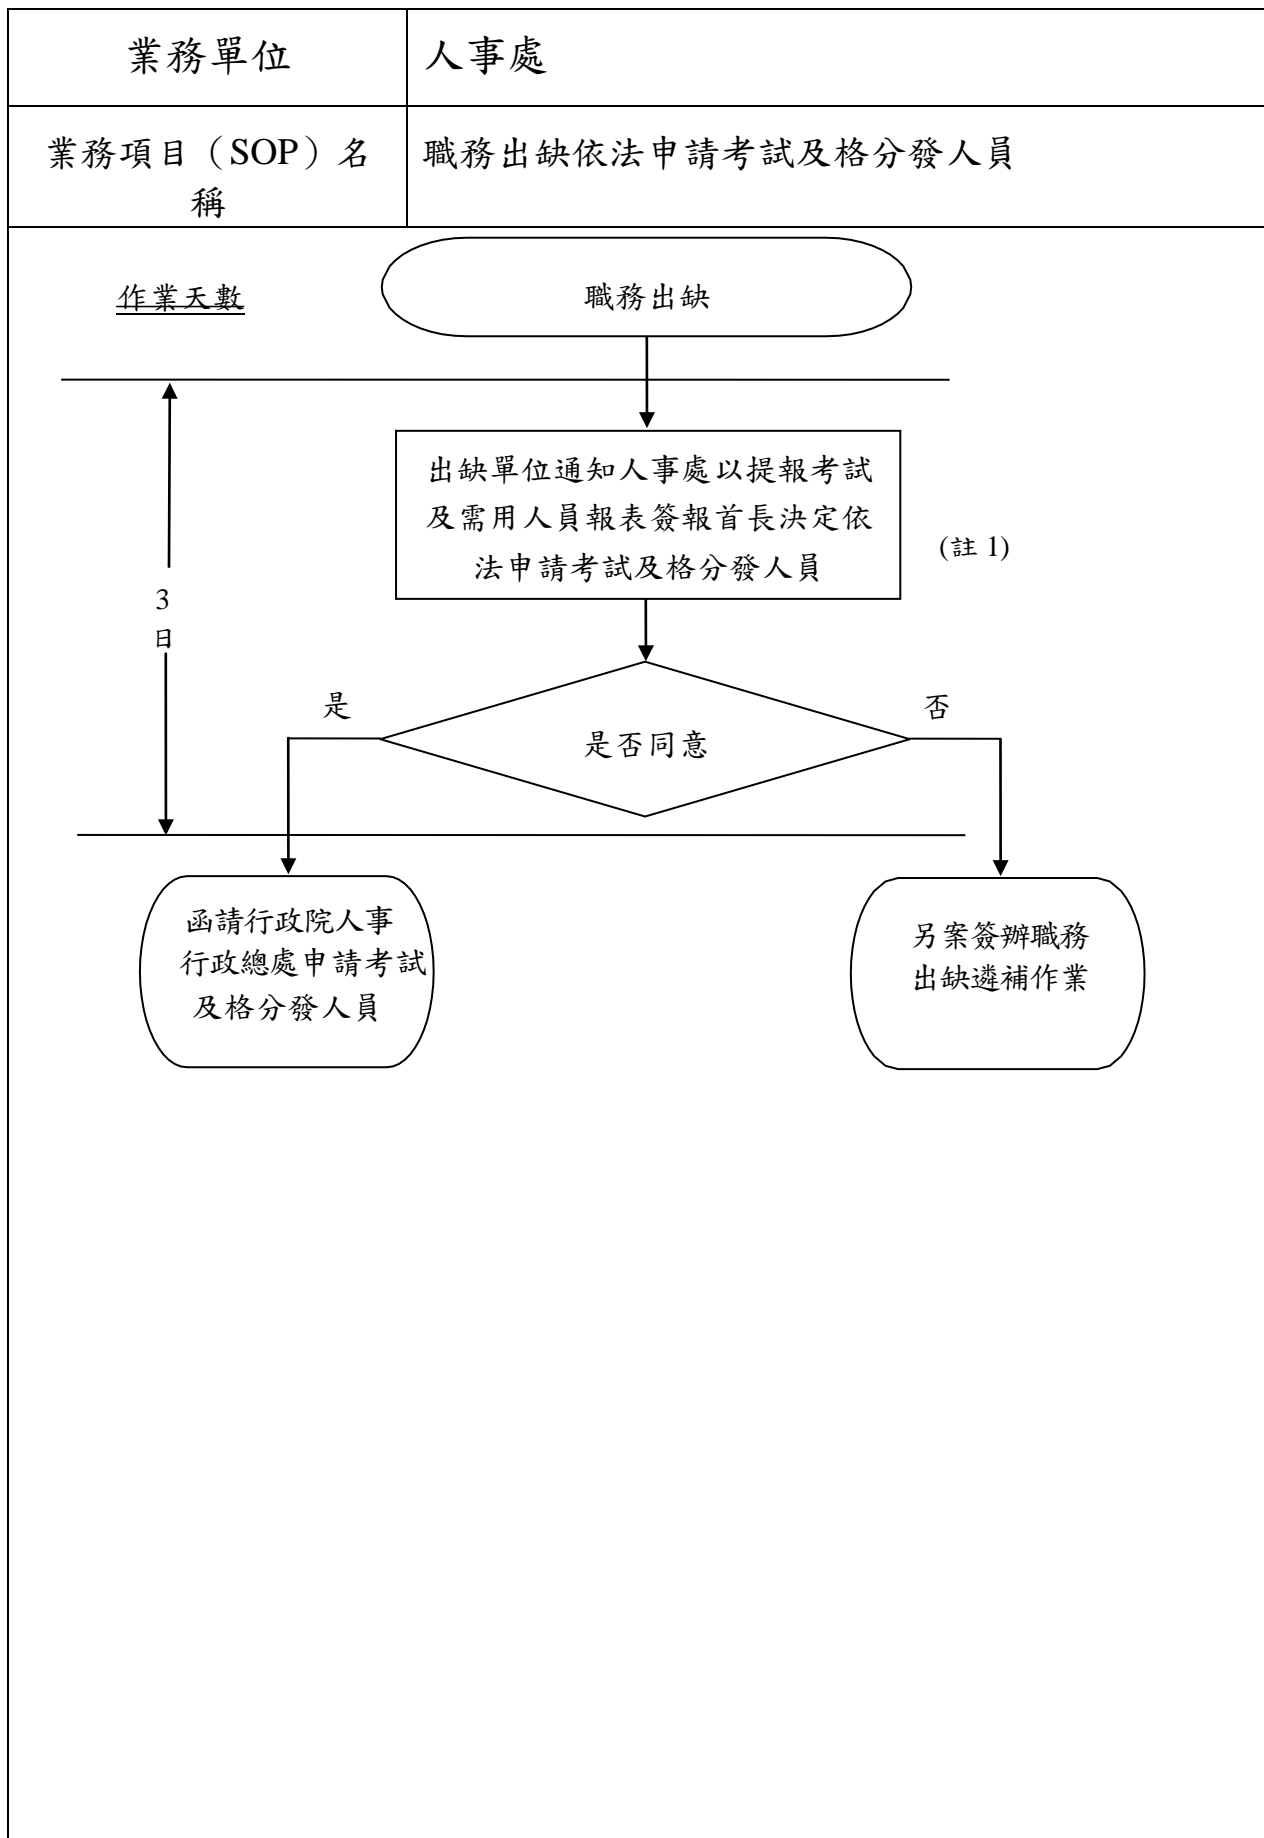 業務單位
人事處
業務項目（SOP）名
稱
職務出缺依法申請考試及格分發人員
作業天數
職務出缺
出缺單位通知人事處以提報考試
及需用人員報表簽報首長決定依
法申請考試及格分發人員
(註 1)
3
日
是
否
是否同意
函請行政院人事
行政總處申請考試
及格分發人員
另案簽辦職務
出缺遴補作業